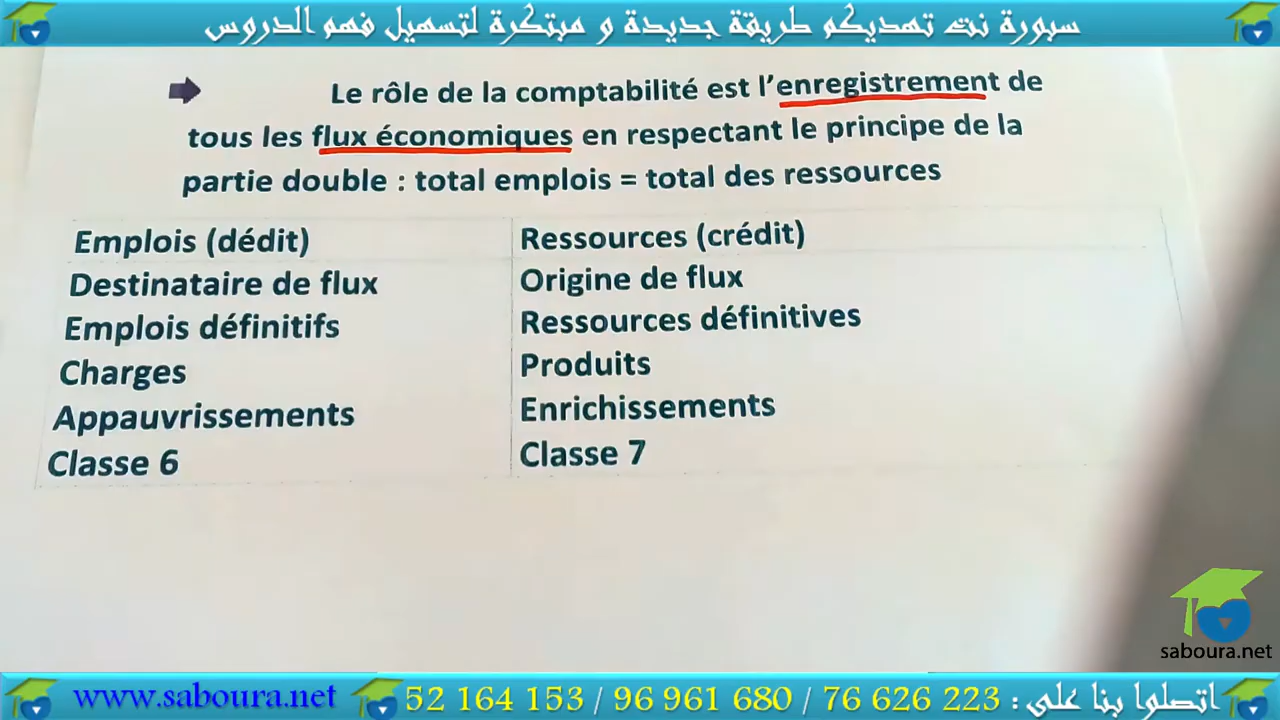 سبورة نت تهديكم طريقة جديدة و مبتكرة لتسهيل فهم الدروس
Le rôle de la comptabilité est l'enregistrement de
tous les flux économiques en respectant le principe de la
partie double : total emplois = total des ressources
Emplois (dédit) Ressources (crédit)
Destinataire de flux Origine de flux
Emplois définitifs Ressources définitives
Charges Produits
Appauvrissements Enrichissements
Classe 6 Classe 7
saboura.net
www.saboura.net 52 164 153 / 96 961 680 / 76 626 223 : اتصلوا بنا على